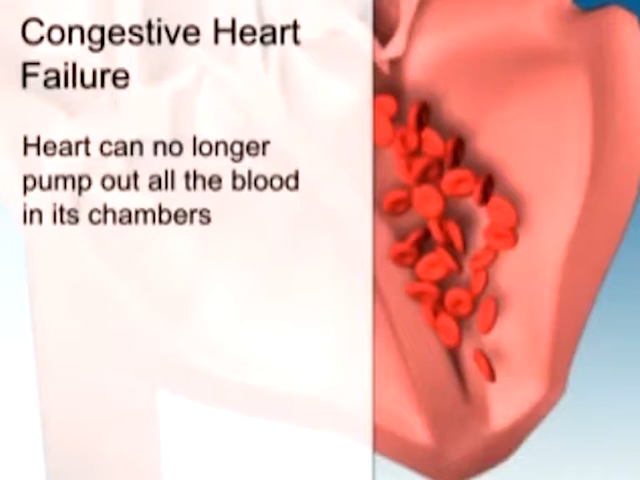 Congestive Heart
Failure
Heart can no longer
pump out all the blood
in its chambers